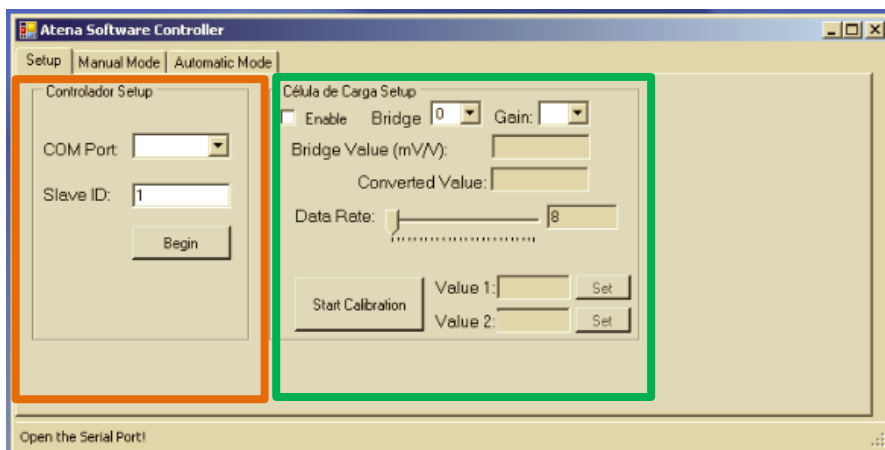 Atena Software Controller
Setup Manual Mode Automatic Mode
Controlador Setup
COM Port
Slave ID: 1
Begin
Célula de Carga Setup
Enable Bridge 0 Gain:
Bridge Value (mV/V):
Converted Value:
Data Rate: 8
Start Calibration
Value 1: Set
Value 2: Set
Open the Serial Port!